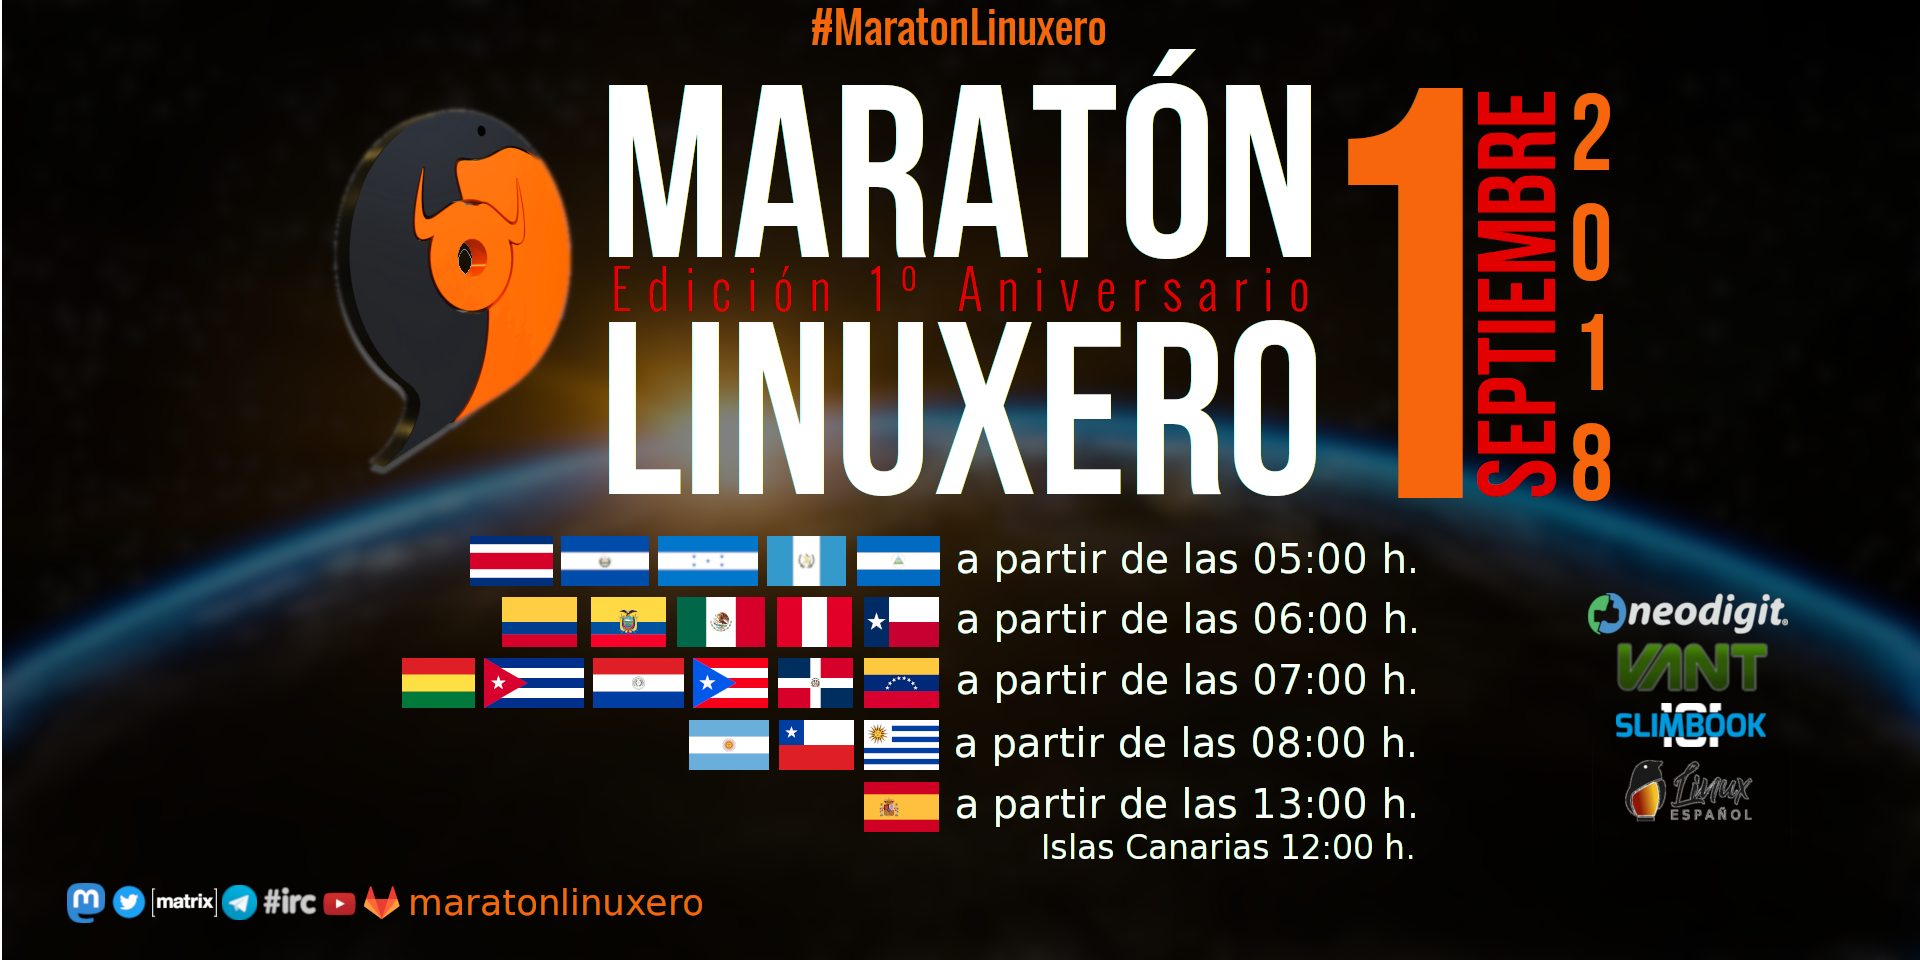 #MaratonLinuxero
MARATÓN
Edición 1º Aniversario
LINUXERO
1
SEPTIEMBRE
2018
a partir de las 05:00 h.
a partir de las 06:00 h.
a partir de las 07:00 h.
a partir de las 08:00 h.
a partir de las 13:00 h.
Islas Canarias 12:00 h.
neodigit.
VANT
SLIMBOOK
Linux
ESPAÑOL
[matrix] #irc maratonlinuxero